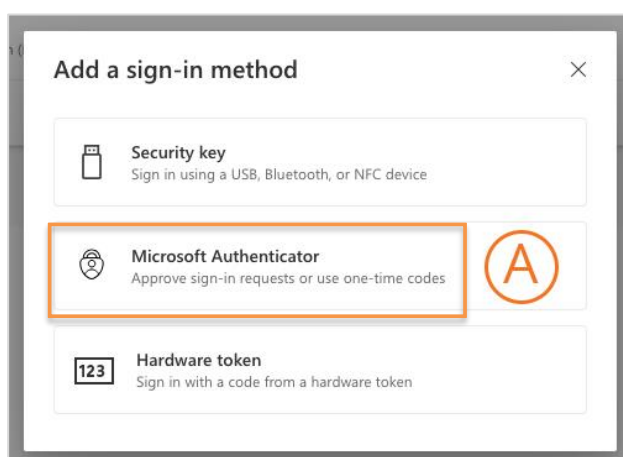 Add a sign-in method
Security key
Sign in using a USB, Bluetooth, or NFC device
Microsoft Authenticator
Approve sign-in requests or use one-time codes
A
123
Hardware token
Sign in with a code from a hardware token